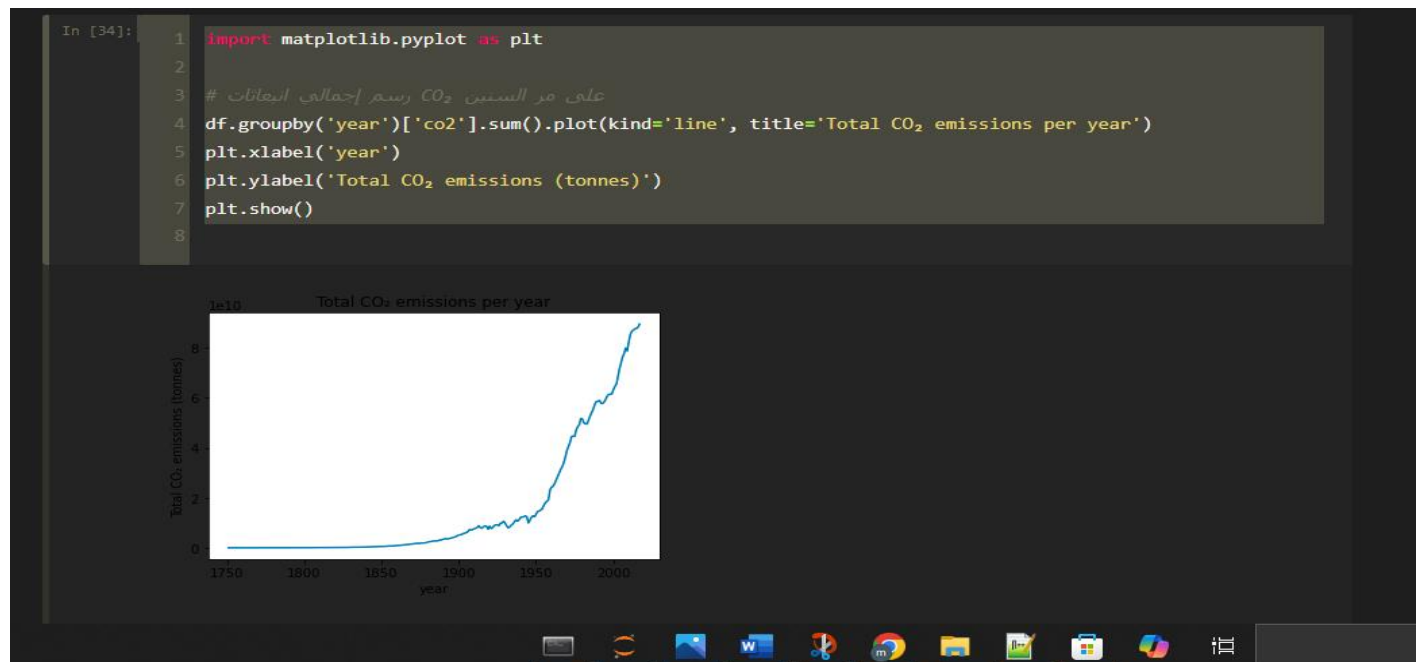 In [34]:
1 import matplotlib.pyplot as plt
2
3 # رسم إجمالي انبعاثات CO₂ على مر السنين
4 df.groupby('year')['co2'].sum().plot(kind='line', title='Total CO₂ emissions per year')
5 plt.xlabel('year')
6 plt.ylabel('Total CO₂ emissions (tonnes)')
7 plt.show()
8
1e10
Total CO₂ emissions per year
Total CO₂ emissions (tonnes)
8
6
4
2
0
1750 1800 1850 1900 1950 2000
year
W
m